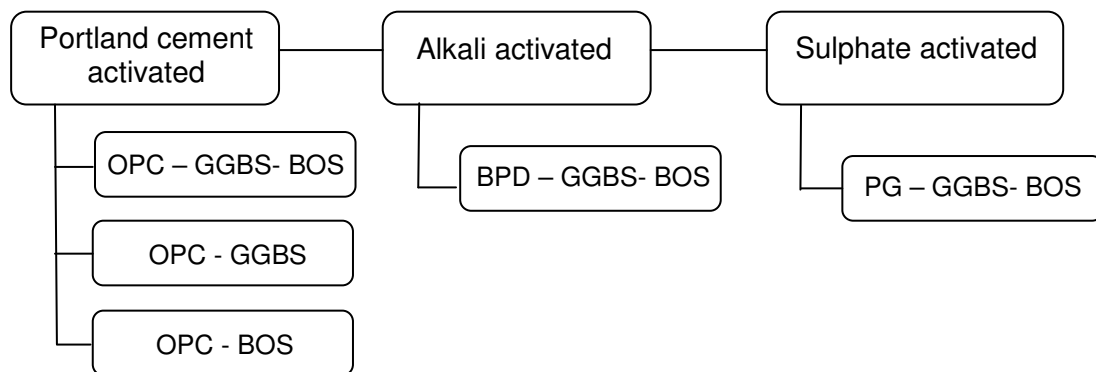 Portland cement
activated
Alkali activated
Sulphate activated
OPC – GGBS- BOS
BPD – GGBS- BOS
PG – GGBS- BOS
OPC - GGBS
OPC - BOS